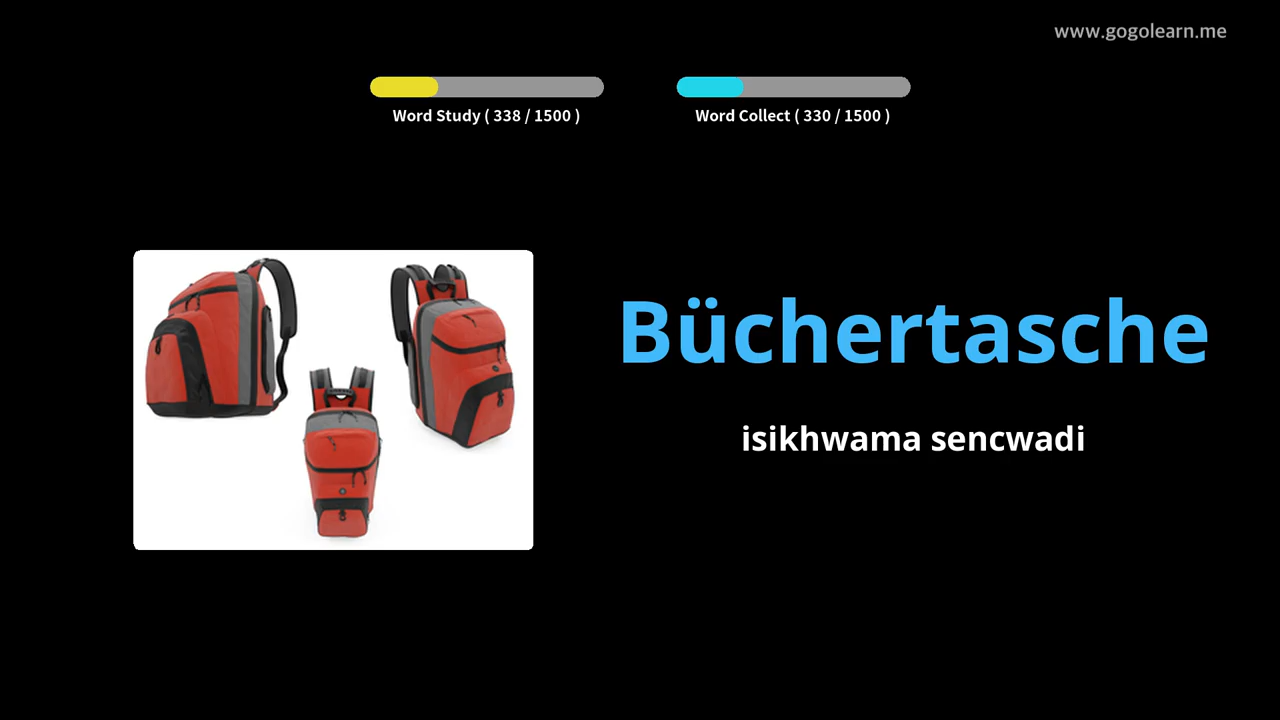 www.gogolearn.me
Word Study ( 338 / 1500 )
Word Collect ( 330 / 1500 )
Büchertasche
isikhwama sencwadi